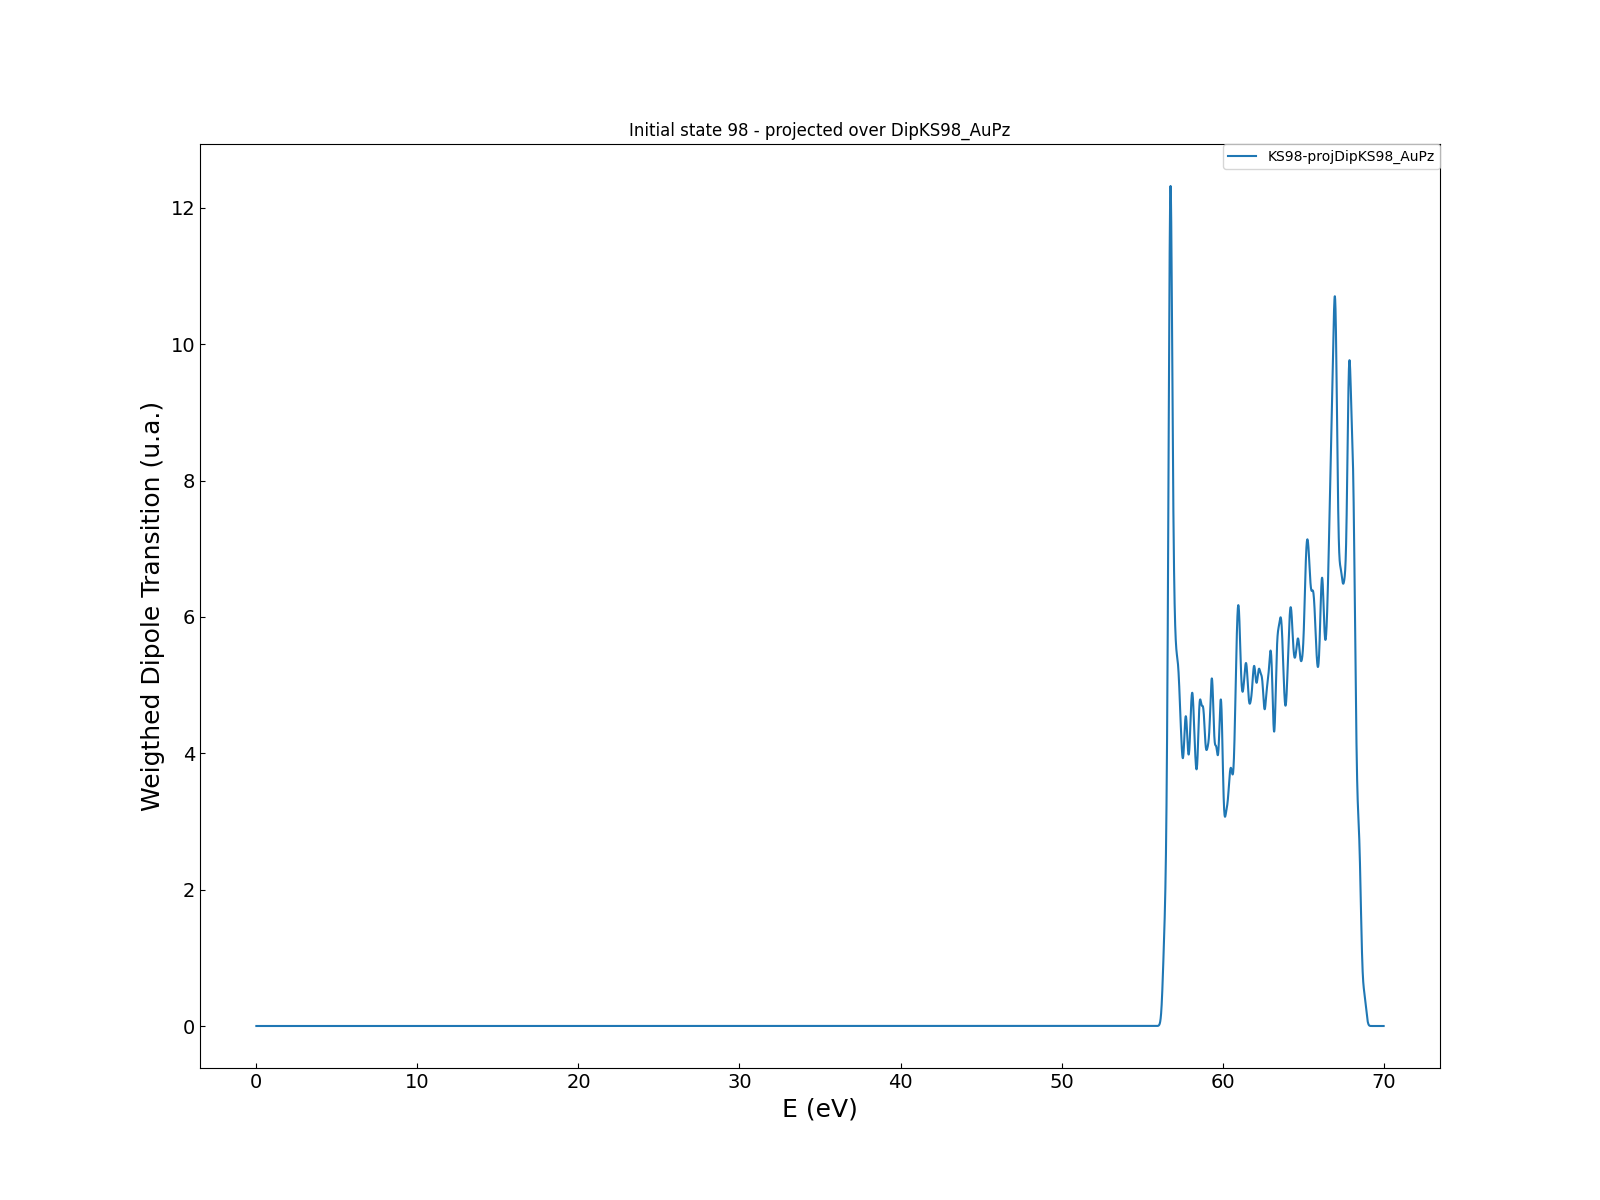 Initial state 98 - projected over DipKS98_AuPz
KS98-projDipKS98_AuPz
Weigthed Dipole Transition (u.a.)
12
10
8
6
4
2
0
0 10 20 30 40 50 60 70
E (eV)